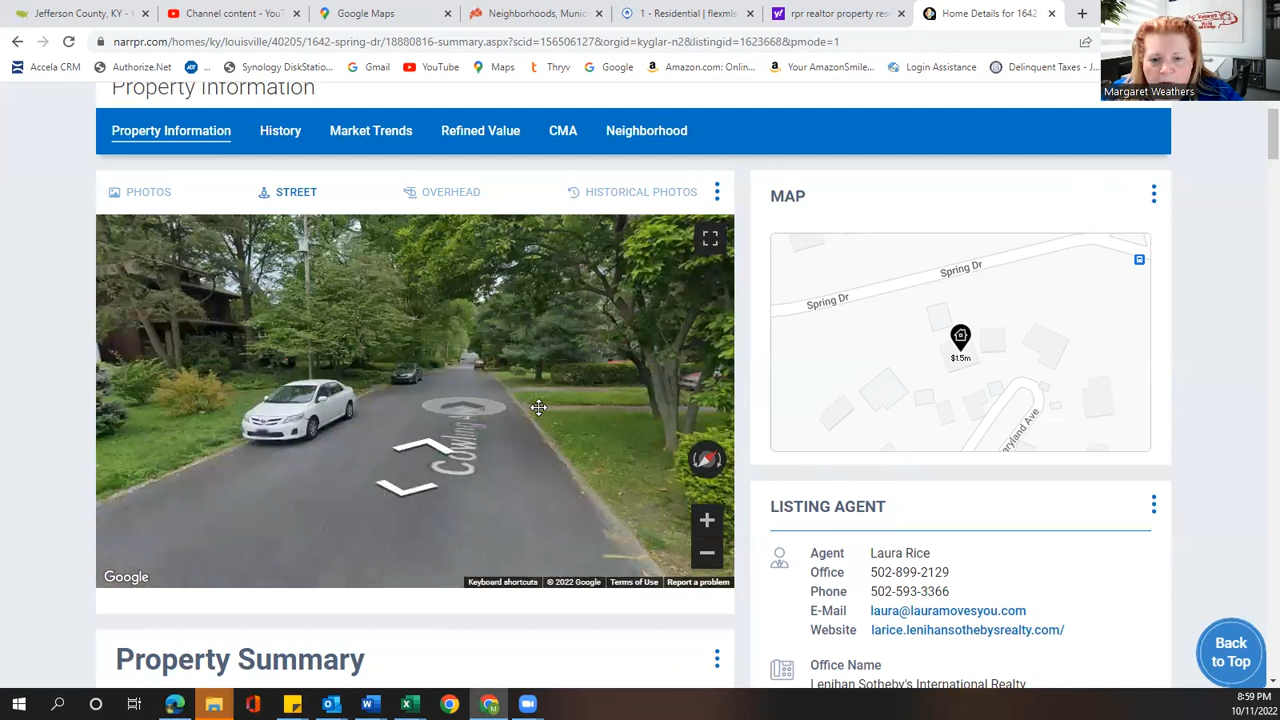 Jefferson County, KY - H
Channel content - YouT
Google Maps
Neighborhoods, Munic
1 - Residential | flexmls
rpr realtor property res
Home Details for 1642
narrpr.com/homes/ky/louisville/40205/1642-spring-dr/18880816-summary.aspx?scid=156506127&orgid=kyglar-n2&listingid=1623668&pmode=1
Accela CRM
Authorize.Net
ADT
Synology DiskStatio...
Gmail
YouTube
Maps
Thryv
Google
Amazon.com: Onlin...
Your AmazonSmile...
Login Assistance
Delinquent Taxes - J...
Margaret Weathers
Property Information
Property Information
History
Market Trends
Refined Value
CMA
Neighborhood
PHOTOS
STREET
OVERHEAD
HISTORICAL PHOTOS
Google
Keyboard shortcuts
© 2022 Google
Terms of Use
Report a problem
MAP
Spring Dr
Spring Dr
$1.5m
aryland Ave
LISTING AGENT
Agent Laura Rice
Office 502-899-2129
Phone 502-593-3366
E-Mail laura@lauramovesyou.com
Website larice.lenihansothebysrealty.com/
Office Name
Lenihan Sotheby's International Realty
Property Summary
Back
to Top
8:59 PM
10/11/2022